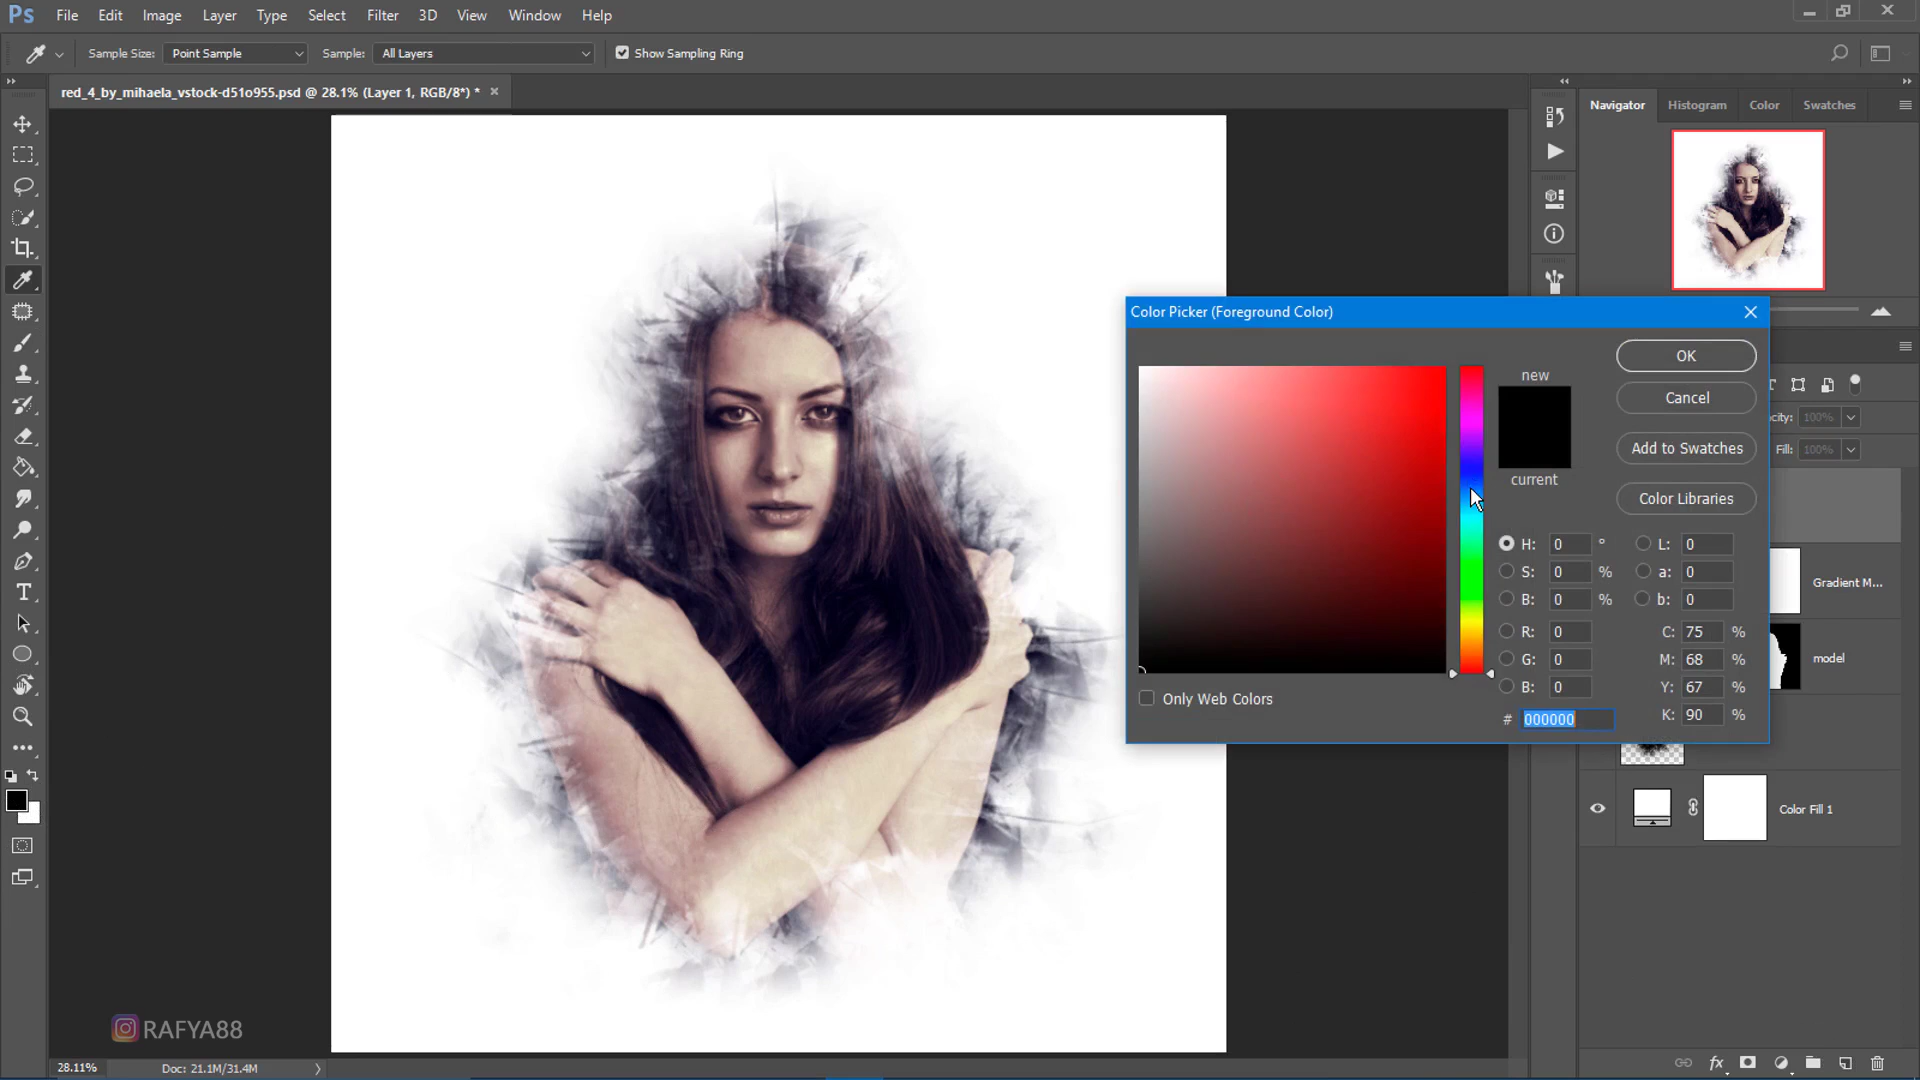 Ps File Edit Image Layer Type Select Filter 3D View Window Help
Sample Size: Point Sample Sample: All Layers Show Sampling Ring
red_4_by_mihaela_vstock-d51o955.psd @ 28.1% (Layer 1, RGB/8*) *
Navigator Histogram Color Swatches
Color Picker (Foreground Color)
OK
new
Cancel
Add to Swatches
current
Color Libraries
H: 0 ° L: 0
S: 0 % a: 0
B: 0 % b: 0
R: 0 C: 75 %
G: 0 M: 68 %
B: 0 Y: 67 %
# 000000 K: 90 %
Only Web Colors
city: 100%
Fill: 100%
Gradient M...
model
Color Fill 1
RAFYA88
28.11% Doc: 21.1M/31.4M
fx